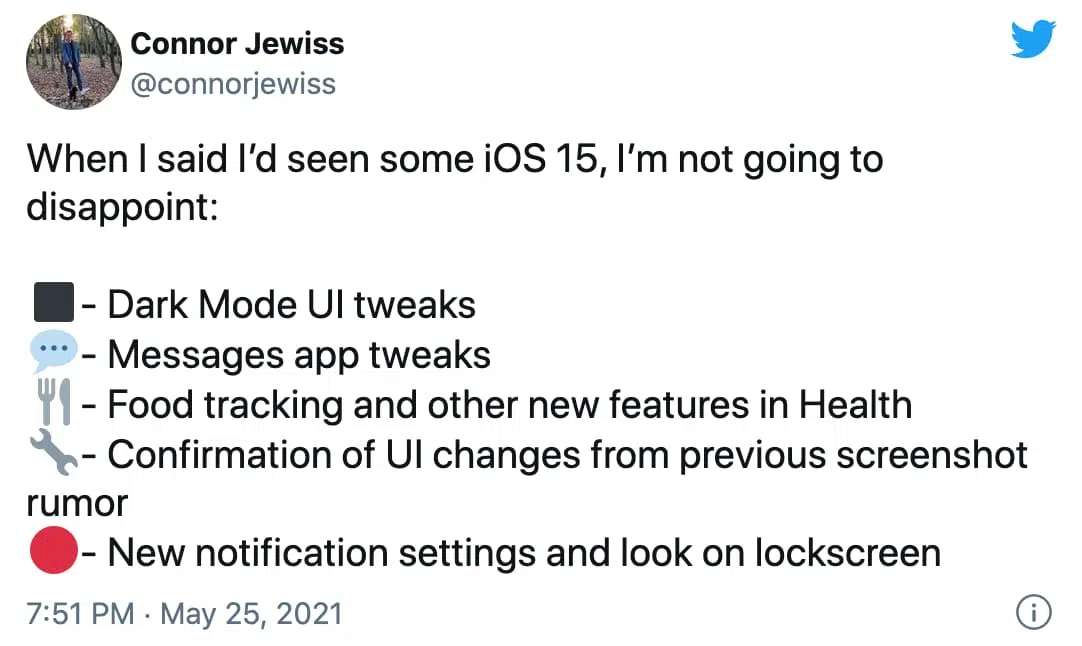 Connor Jewiss
@connorjewiss
When I said I’d seen some iOS 15, I’m not going to
disappoint:
⬛- Dark Mode UI tweaks
💬- Messages app tweaks
🍴- Food tracking and other new features in Health
🔧- Confirmation of UI changes from previous screenshot
rumor
🔴- New notification settings and look on lockscreen
7:51 PM · May 25, 2021